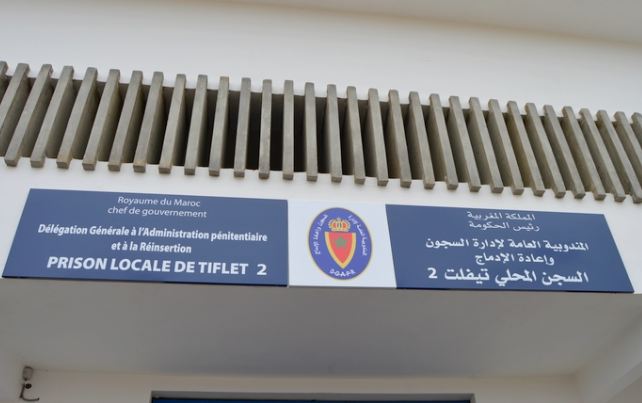 Royaume du Maroc
chef de gouvernement
Délégation Générale à l'Administration pénitentiaire
et à la Réinsertion
PRISON LOCALE DE TIFLET 2
D.G.A.P.R
المملكة المغربية
رئيس الحكومة
المندوبية العامة لإدارة السجون
وإعادة الإدماج
السجن المحلي تيفلت 2